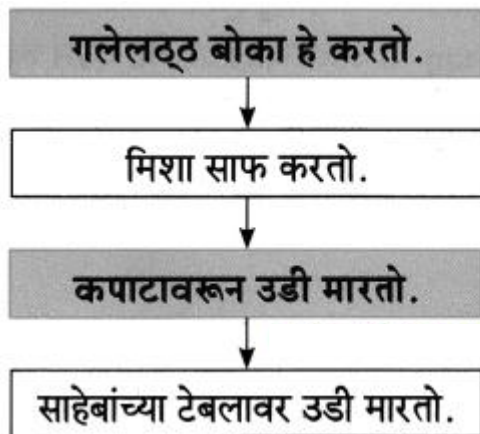 गलेलठ्ठ बोका हे करतो.
मिशा साफ करतो.
कपाटावरून उडी मारतो.
साहेबांच्या टेबलावर उडी मारतो.